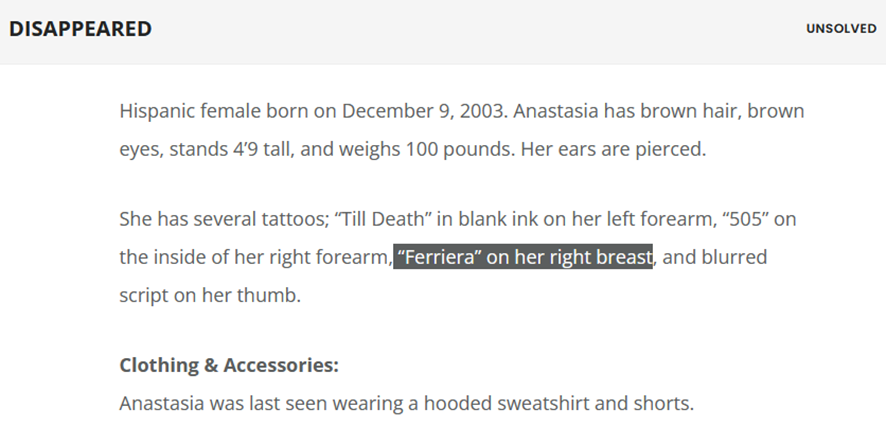 DISAPPEARED
UNSOLVED
Hispanic female born on December 9, 2003. Anastasia has brown hair, brown
eyes, stands 4’9 tall, and weighs 100 pounds. Her ears are pierced.
She has several tattoos; “Till Death” in blank ink on her left forearm, “505” on
the inside of her right forearm, “Ferriera” on her right breast, and blurred
script on her thumb.
Clothing & Accessories:
Anastasia was last seen wearing a hooded sweatshirt and shorts.